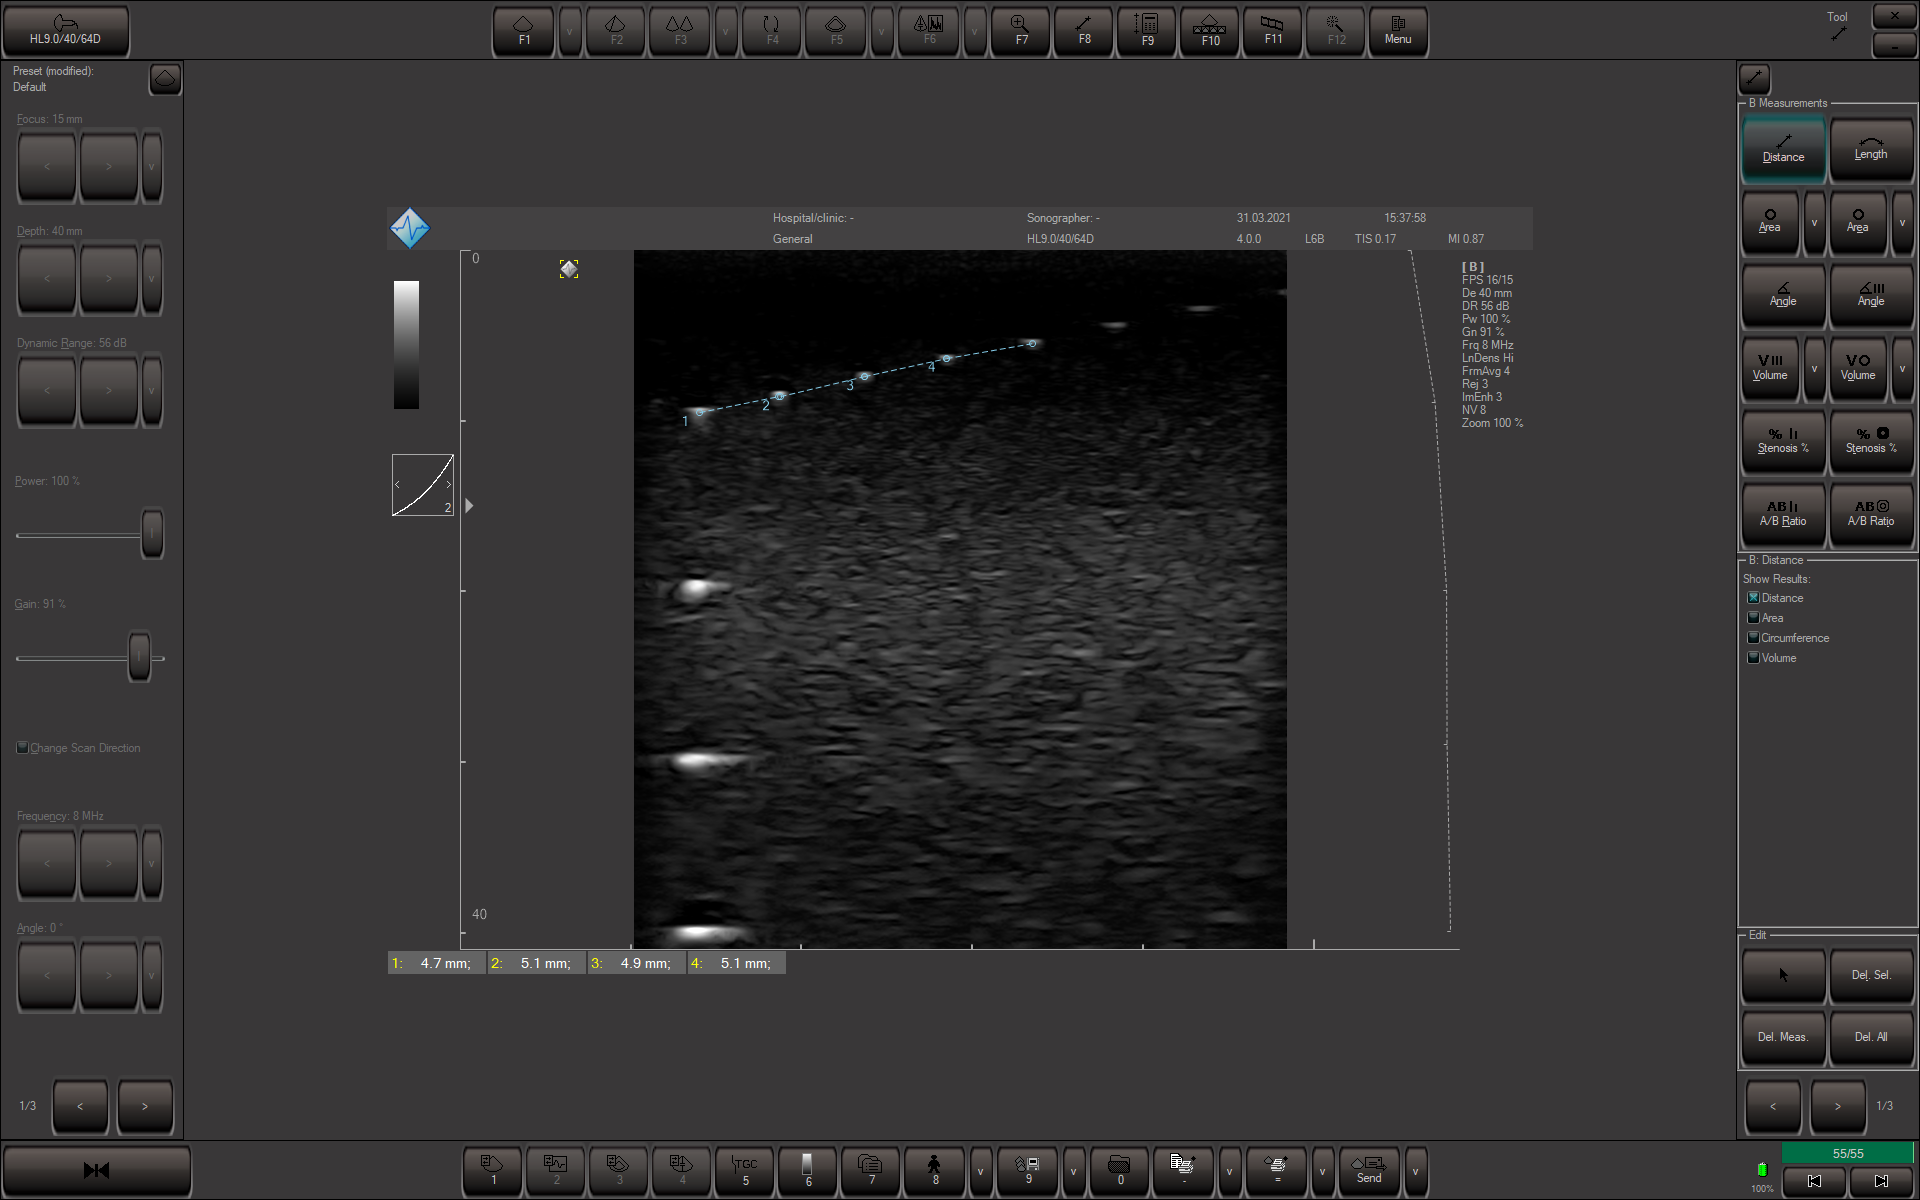 HL9.0/40/64D
F1 v F2 F3 v F4 F5 v F6 v F7 F8 F9 F10 F11 F12 Menu
Tool
Preset (modified):
Default
Focus: 15 mm
< > v
Depth: 40 mm
< > v
Dynamic Range: 56 dB
< > v
Power: 100 %
Gain: 91 %
Change Scan Direction
Frequency: 8 MHz
< > v
Angle: 0 °
< > v
1/3 < >
Hospital/clinic: - Sonographer: - 31.03.2021 15:37:58
General HL9.0/40/64D 4.0.0 L6B TIS 0.17 MI 0.87
0
[ B ]
FPS 16/15
De 40 mm
DR 56 dB
Pw 100 %
Gn 91 %
Frq 8 MHz
LnDens Hi
FrmAvg 4
Rej 3
ImEnh 3
NV 8
Zoom 100 %
4
3
2
1
< >
2
40
1: 4.7 mm; 2: 5.1 mm; 3: 4.9 mm; 4: 5.1 mm;
B Measurements
Distance Length
Area v Area v
Angle Angle
Volume v Volume v
% Stenosis % % Stenosis %
AB A/B Ratio AB A/B Ratio
B: Distance
Show Results:
Distance
Area
Circumference
Volume
Edit
Del. Sel.
Del. Meas. Del. All
< > 1/3
1 2 3 4 TGC 5 6 7 8 v 9 v 0 - v = v Send v
100%
55/55